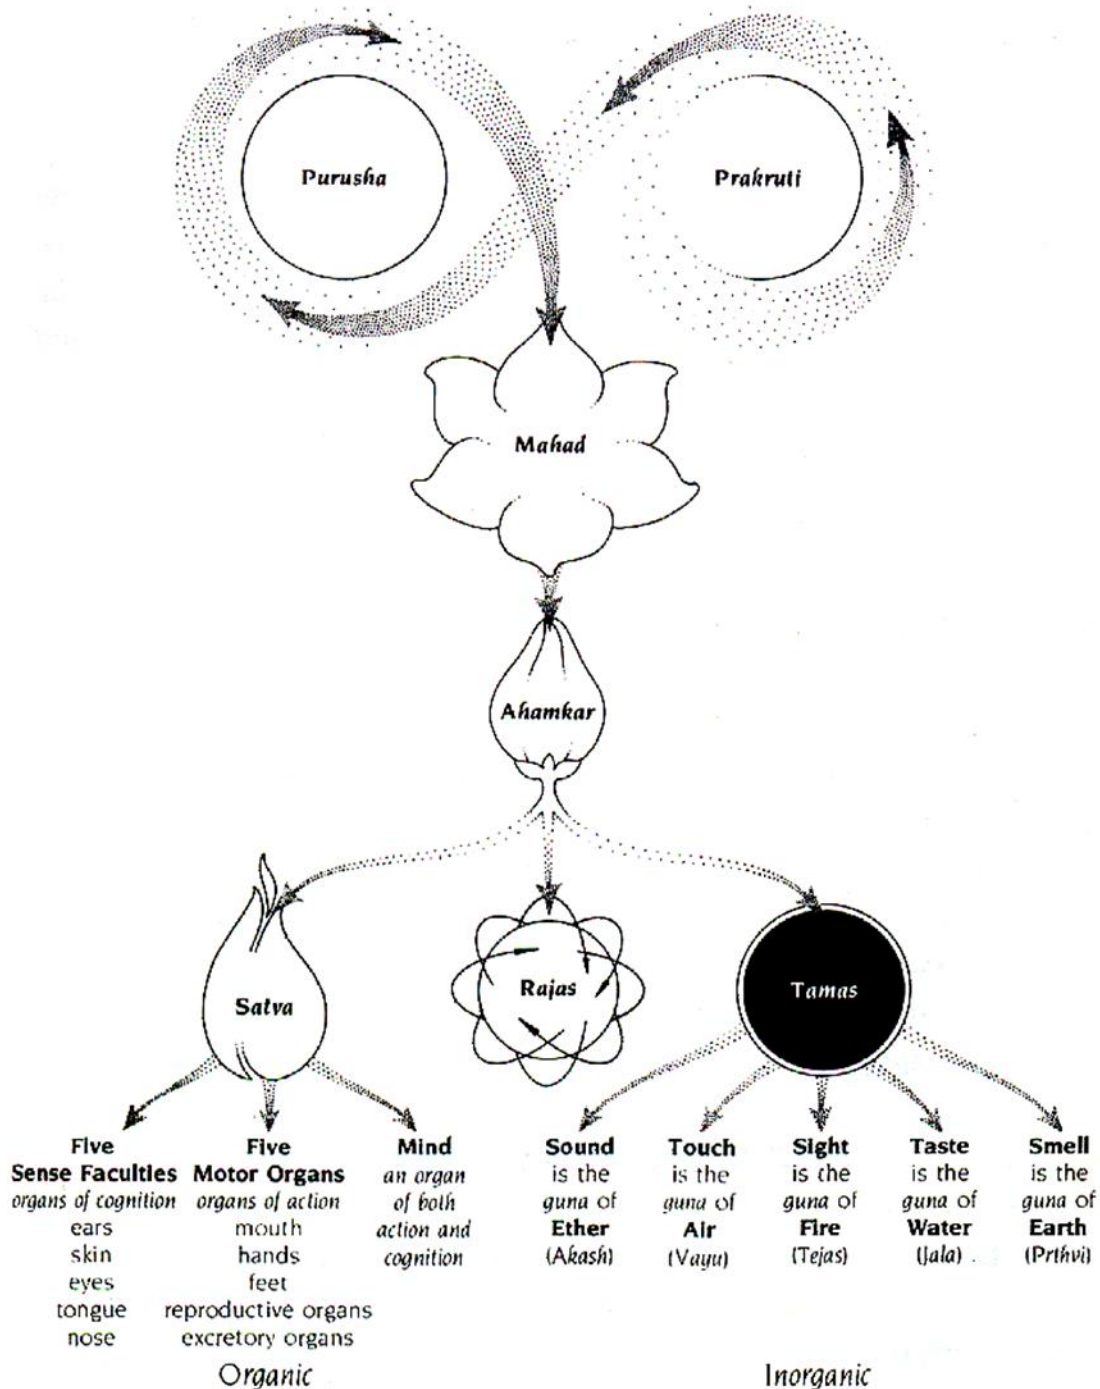 Purusha
Prakruti
Mahad
Ahamkar
Satva
Rajas
Tamas
Five
Sense Faculties
organs of cognition
ears
skin
eyes
tongue
nose
Five
Motor Organs
organs of action
mouth
hands
feet
reproductive organs
excretory organs
Mind
an organ
of both
action and
cognition
Sound
is the
guna of
Ether
(Akash)
Touch
is the
guna of
Air
(Vayu)
Sight
is the
guna of
Fire
(Tejas)
Taste
is the
guna of
Water
(Jala)
Smell
is the
guna of
Earth
(Prthvi)
Organic
Inorganic